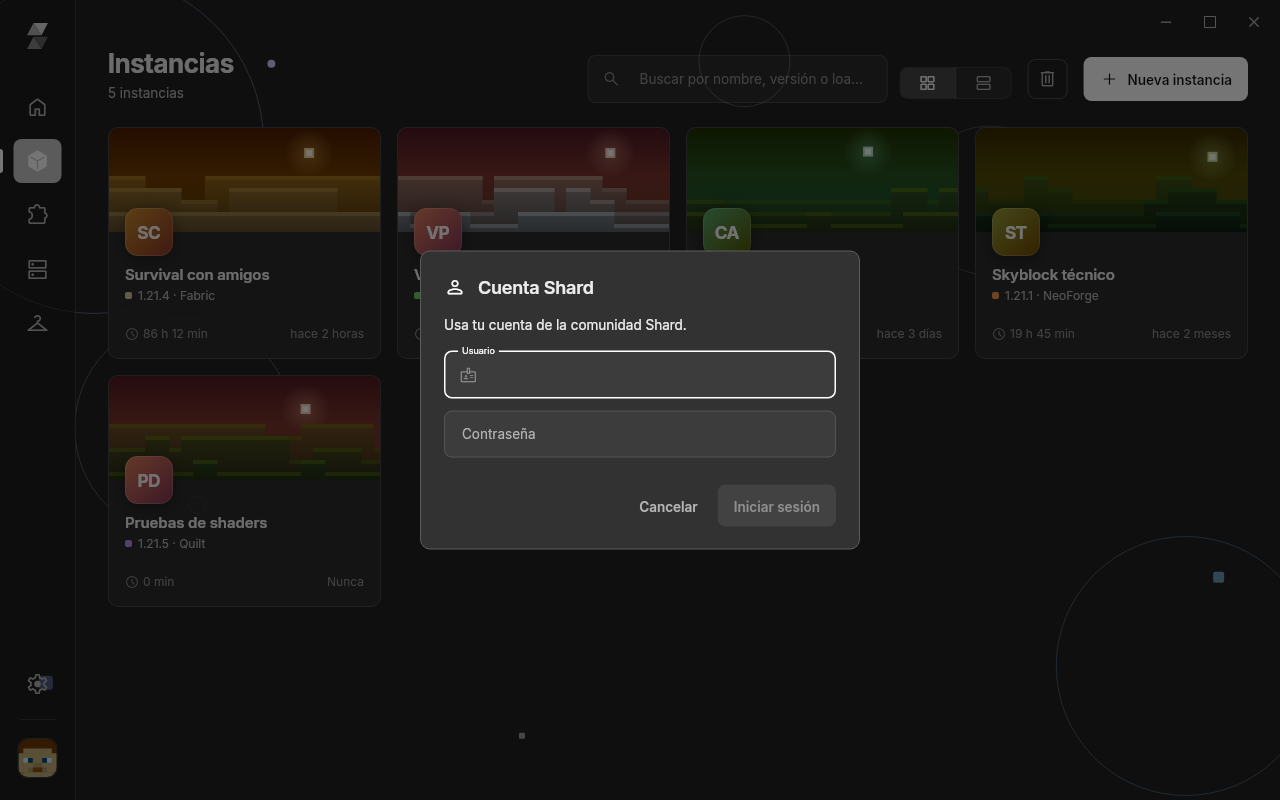 Instancias
5 instancias
Buscar por nombre, versión o loa...
Nueva instancia
SC
Survival con amigos
1.21.4 · Fabric
86 h 12 min
hace 2 horas
VP
CA
hace 3 días
ST
Skyblock técnico
1.21.1 · NeoForge
19 h 45 min
hace 2 meses
PD
Pruebas de shaders
1.21.5 · Quilt
0 min
Nunca
Cuenta Shard
Usa tu cuenta de la comunidad Shard.
Usuario
Contraseña
Cancelar
Iniciar sesión